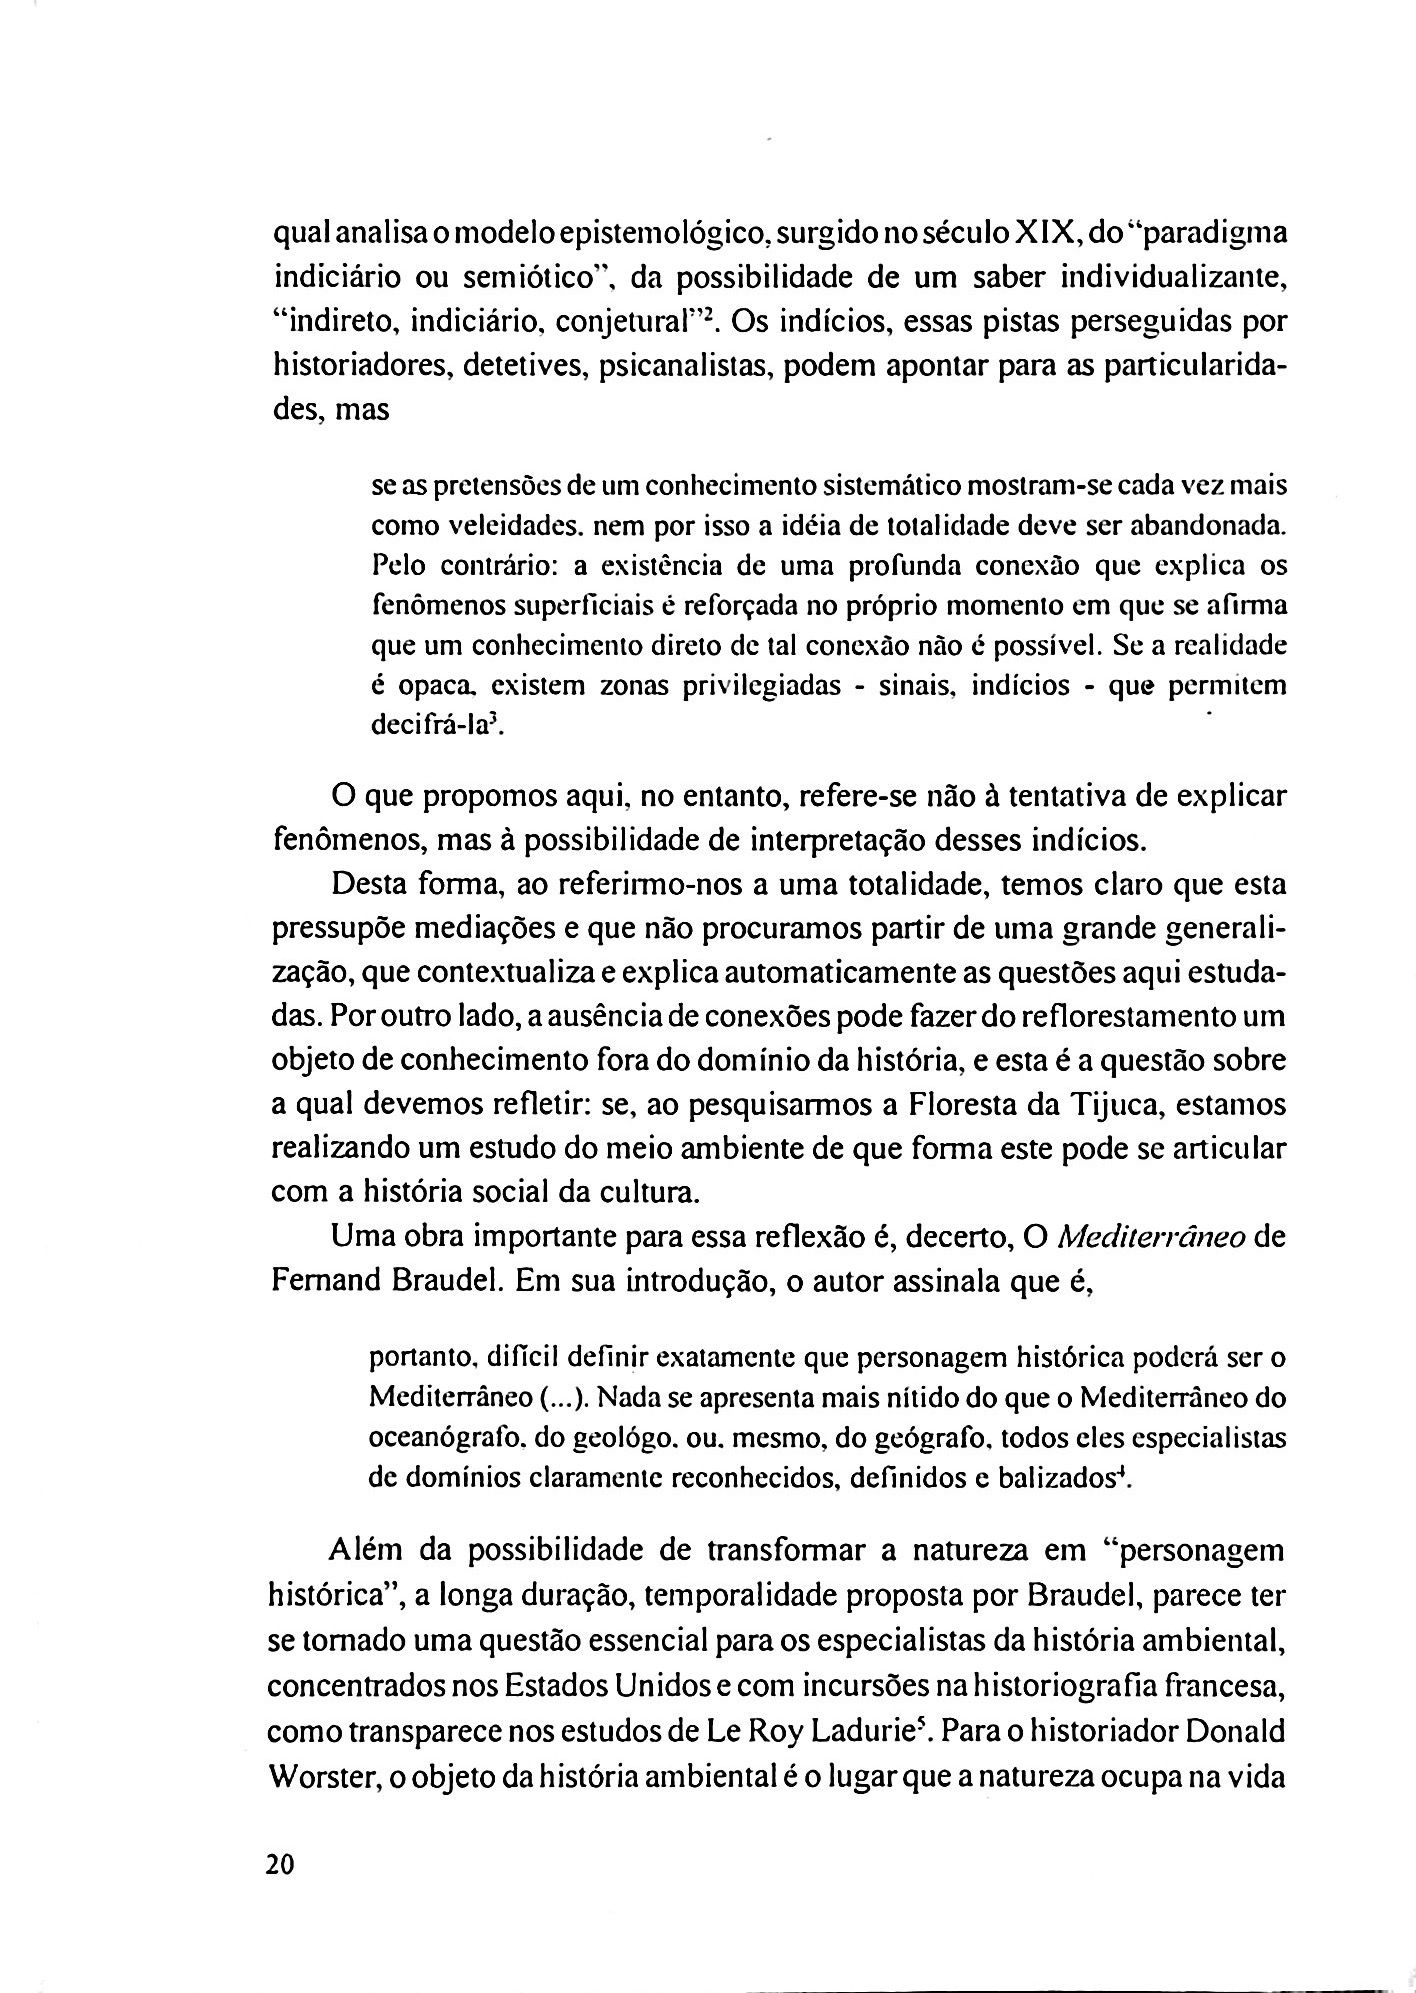 qual analisa o modelo epistemológico, surgido no século XIX, do “paradigma
indiciário ou semiótico”, da possibilidade de um saber individualizante,
“indireto, indiciário, conjetural”². Os indícios, essas pistas perseguidas por
historiadores, detetives, psicanalistas, podem apontar para as particularida-
des, mas
se as pretensões de um conhecimento sistemático mostram-se cada vez mais
como veleidades. nem por isso a idéia de totalidade deve ser abandonada.
Pelo contrário: a existência de uma profunda conexão que explica os
fenômenos superficiais é reforçada no próprio momento em que se afirma
que um conhecimento direto de tal conexão não é possível. Se a realidade
é opaca, existem zonas privilegiadas - sinais, indícios - que permitem
decifrá-la³.
O que propomos aqui, no entanto, refere-se não à tentativa de explicar
fenômenos, mas à possibilidade de interpretação desses indícios.
Desta forma, ao referirmo-nos a uma totalidade, temos claro que esta
pressupõe mediações e que não procuramos partir de uma grande generali-
zação, que contextualiza e explica automaticamente as questões aqui estuda-
das. Por outro lado, a ausência de conexões pode fazer do reflorestamento um
objeto de conhecimento fora do domínio da história, e esta é a questão sobre
a qual devemos refletir: se, ao pesquisarmos a Floresta da Tijuca, estamos
realizando um estudo do meio ambiente de que forma este pode se articular
com a história social da cultura.
Uma obra importante para essa reflexão é, decerto, O Mediterrâneo de
Fernand Braudel. Em sua introdução, o autor assinala que é,
portanto, difícil definir exatamente que personagem histórica poderá ser o
Mediterrâneo (...). Nada se apresenta mais nítido do que o Mediterrâneo do
oceanógrafo, do geológo. ou. mesmo, do geógrafo, todos eles especialistas
de domínios claramente reconhecidos, definidos e balizados⁴.
Além da possibilidade de transformar a natureza em “personagem
histórica”, a longa duração, temporalidade proposta por Braudel, parece ter
se tornado uma questão essencial para os especialistas da história ambiental,
concentrados nos Estados Unidos e com incursões na historiografia francesa,
como transparece nos estudos de Le Roy Ladurie⁵. Para o historiador Donald
Worster, o objeto da história ambiental é o lugar que a natureza ocupa na vida
20